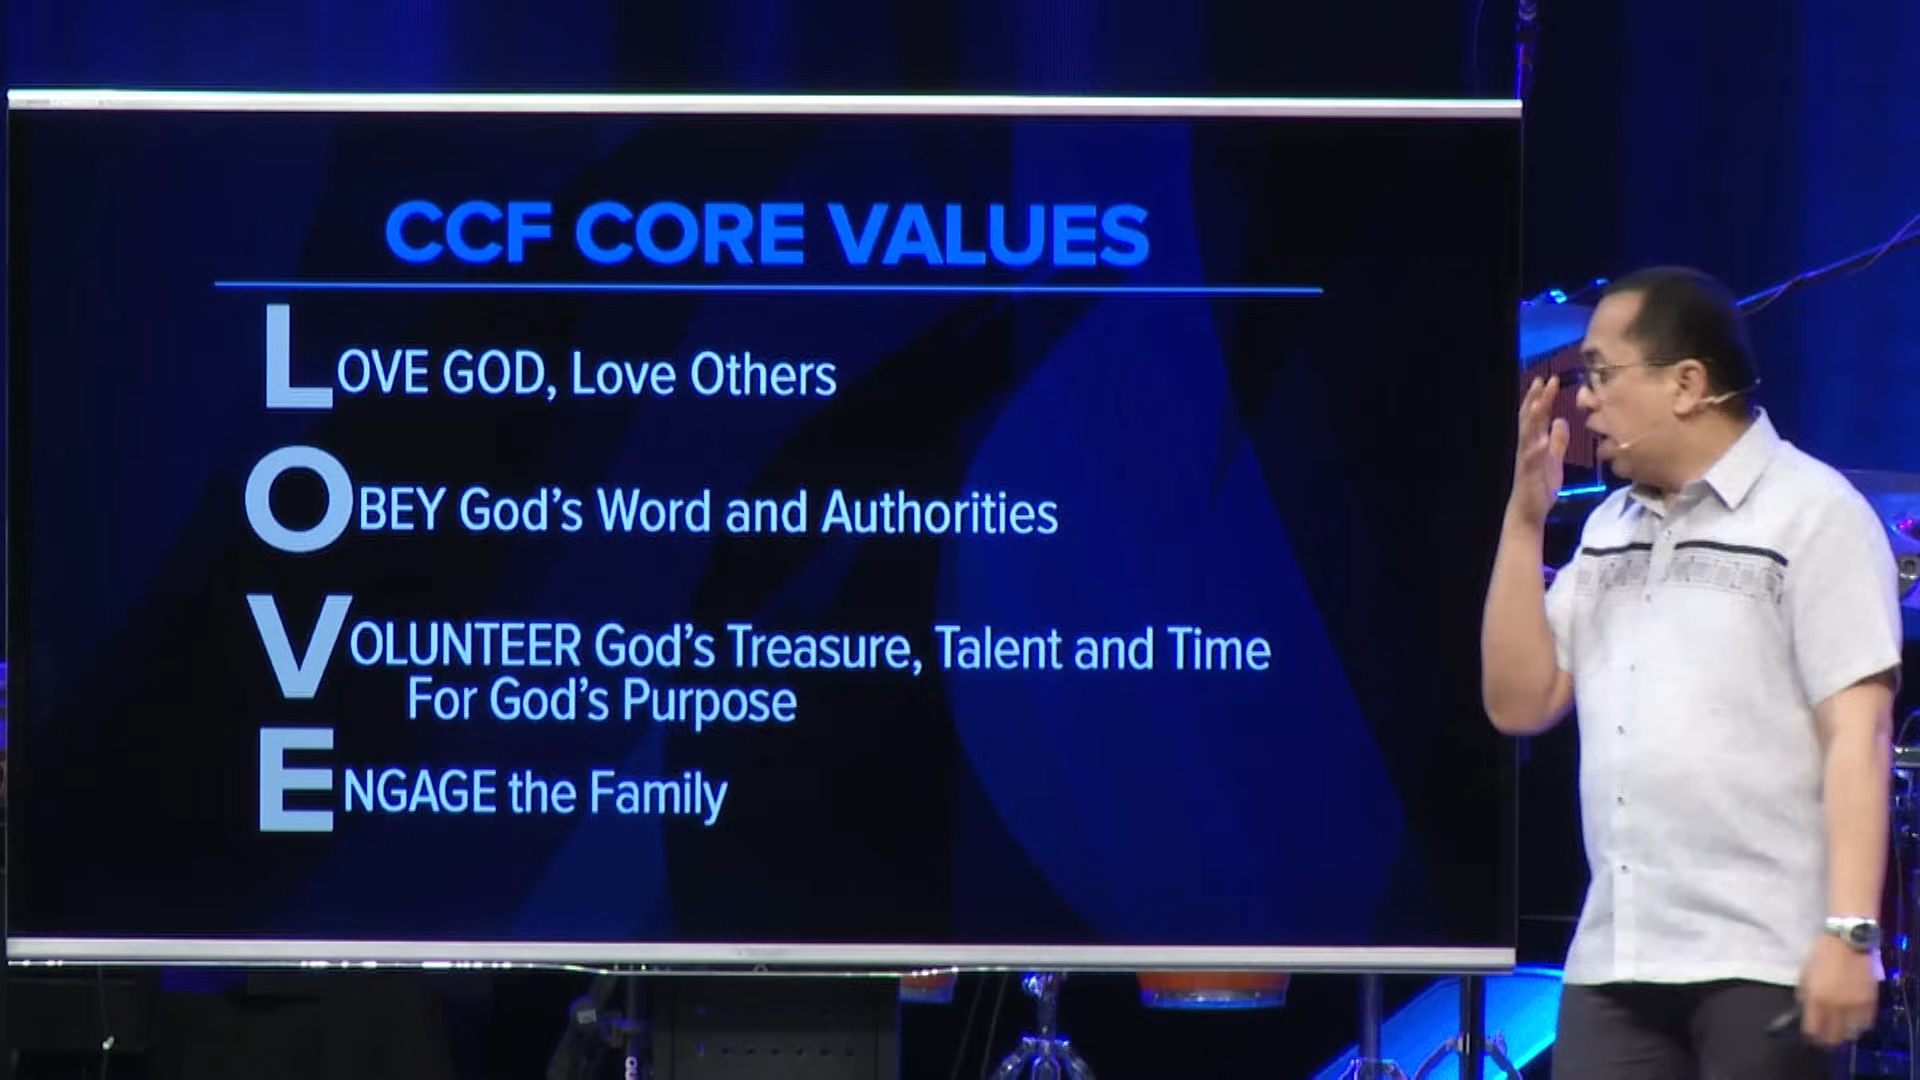 CCF CORE VALUES
LOVE GOD, Love Others
OBEY God's Word and Authorities
VOLUNTEER God's Treasure, Talent and Time
For God's Purpose
ENGAGE the Family